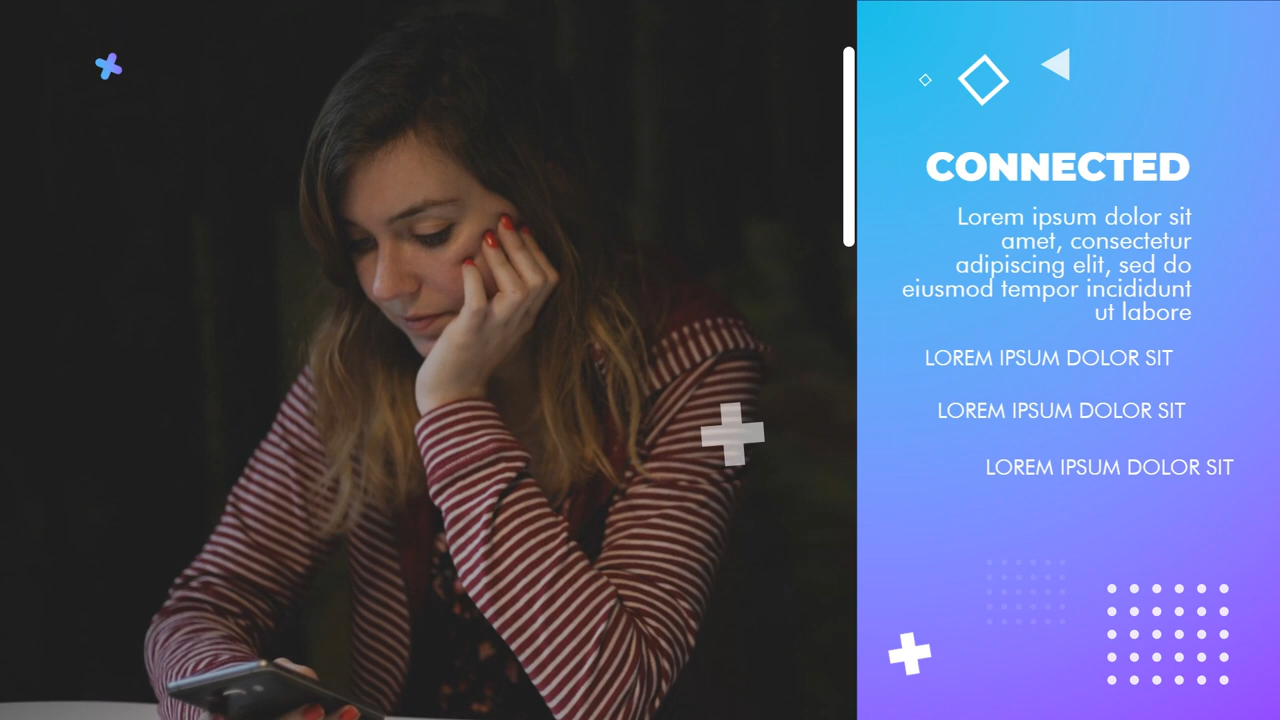 CONNECTED
Lorem ipsum dolor sit
amet, consectetur
adipiscing elit, sed do
eiusmod tempor incididunt
ut labore
LOREM IPSUM DOLOR SIT
LOREM IPSUM DOLOR SIT
LOREM IPSUM DOLOR SIT